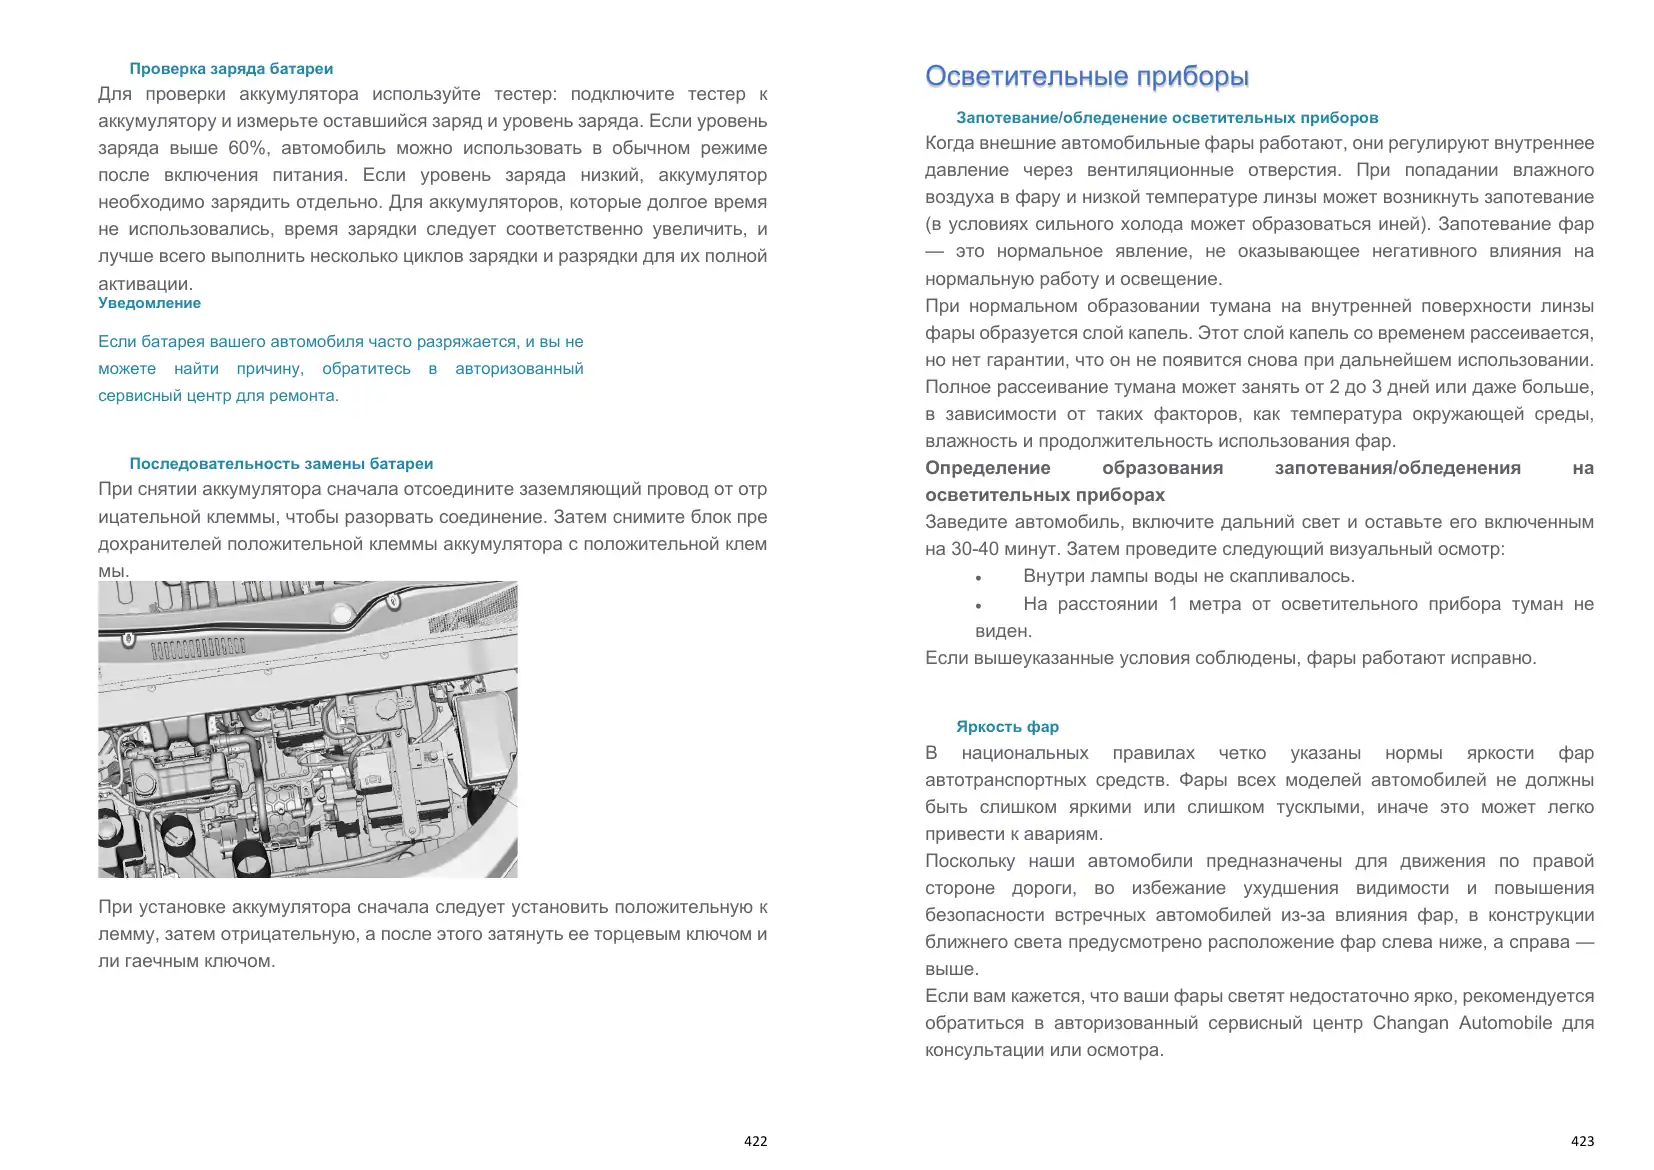 Проверка заряда батареи
Для проверки аккумулятора используйте тестер: подключите тестер к
аккумулятору и измерьте оставшийся заряд и уровень заряда. Если уровень
заряда выше 60%, автомобиль можно использовать в обычном режиме
после включения питания. Если уровень заряда низкий, аккумулятор
необходимо зарядить отдельно. Для аккумуляторов, которые долгое время
не использовались, время зарядки следует соответственно увеличить, и
лучше всего выполнить несколько циклов зарядки и разрядки для их полной
активации.
Уведомление
Если батарея вашего автомобиля часто разряжается, и вы не
можете найти причину, обратитесь в авторизованный
сервисный центр для ремонта.
Последовательность замены батареи
При снятии аккумулятора сначала отсоедините заземляющий провод от отр
ицательной клеммы, чтобы разорвать соединение. Затем снимите блок пре
дохранителей положительной клеммы аккумулятора с положительной клем
мы.
При установке аккумулятора сначала следует установить положительную к
лемму, затем отрицательную, а после этого затянуть ее торцевым ключом и
ли гаечным ключом.
422
Осветительные приборы
Запотевание/обледенение осветительных приборов
Когда внешние автомобильные фары работают, они регулируют внутреннее
давление через вентиляционные отверстия. При попадании влажного
воздуха в фару и низкой температуре линзы может возникнуть запотевание
(в условиях сильного холода может образоваться иней). Запотевание фар
— это нормальное явление, не оказывающее негативного влияния на
нормальную работу и освещение.
При нормальном образовании тумана на внутренней поверхности линзы
фары образуется слой капель. Этот слой капель со временем рассеивается,
но нет гарантии, что он не появится снова при дальнейшем использовании.
Полное рассеивание тумана может занять от 2 до 3 дней или даже больше,
в зависимости от таких факторов, как температура окружающей среды,
влажность и продолжительность использования фар.
Определение образования запотевания/обледенения на
осветительных приборах
Заведите автомобиль, включите дальний свет и оставьте его включенным
на 30-40 минут. Затем проведите следующий визуальный осмотр:
• Внутри лампы воды не скапливалось.
• На расстоянии 1 метра от осветительного прибора туман не
виден.
Если вышеуказанные условия соблюдены, фары работают исправно.
Яркость фар
В национальных правилах четко указаны нормы яркости фар
автотранспортных средств. Фары всех моделей автомобилей не должны
быть слишком яркими или слишком тусклыми, иначе это может легко
привести к авариям.
Поскольку наши автомобили предназначены для движения по правой
стороне дороги, во избежание ухудшения видимости и повышения
безопасности встречных автомобилей из-за влияния фар, в конструкции
ближнего света предусмотрено расположение фар слева ниже, а справа —
выше.
Если вам кажется, что ваши фары светят недостаточно ярко, рекомендуется
обратиться в авторизованный сервисный центр Changan Automobile для
консультации или осмотра.
423